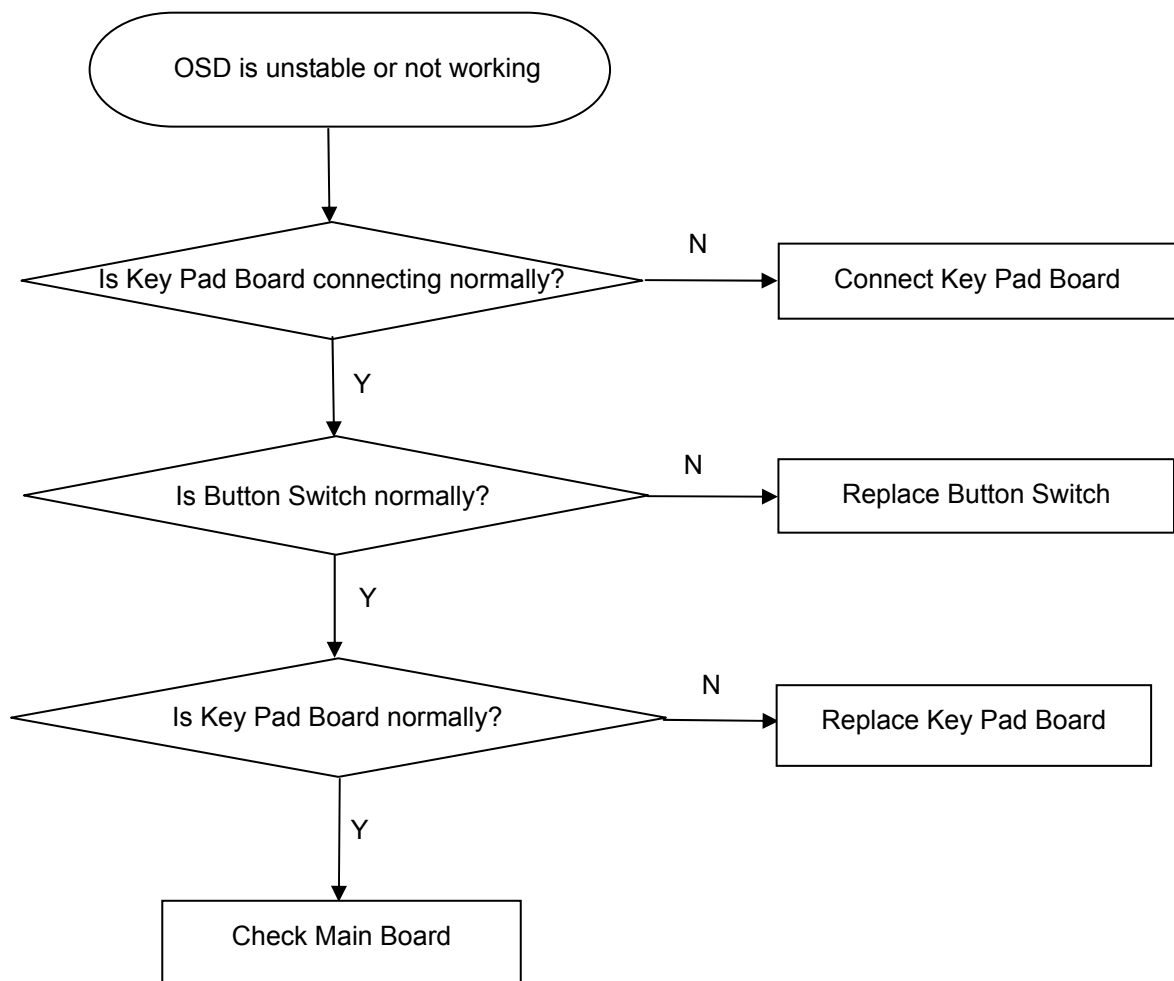 OSD is unstable or not working
N
Is Key Pad Board connecting normally?
Connect Key Pad Board
Y
N
Is Button Switch normally?
Replace Button Switch
Y
N
Is Key Pad Board normally?
Replace Key Pad Board
Y
Check Main Board